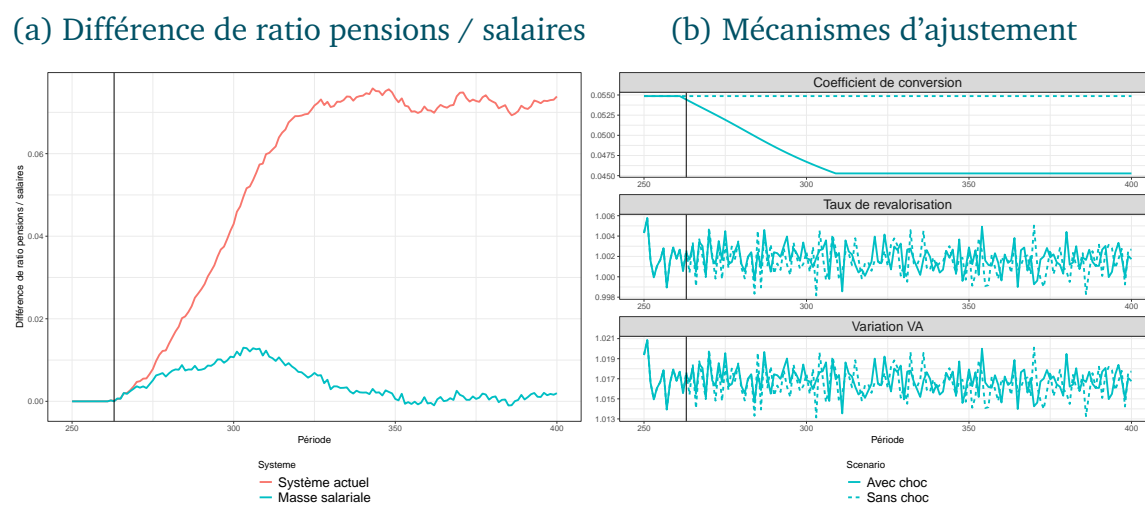 (a) Différence de ratio pensions / salaires
0.06
0.04
0.02
0.00
Différence de ratio pensions / salaires
250 300 350 400
Période
Systeme
Système actuel
Masse salariale
(b) Mécanismes d'ajustement
Coefficient de conversion
0.0550
0.0525
0.0500
0.0475
0.0450
250 300 350 400
Taux de revalorisation
1.006
1.004
1.002
1.000
0.998
250 300 350 400
Variation VA
1.021
1.019
1.017
1.015
1.013
250 300 350 400
Période
Scenario
Avec choc
Sans choc